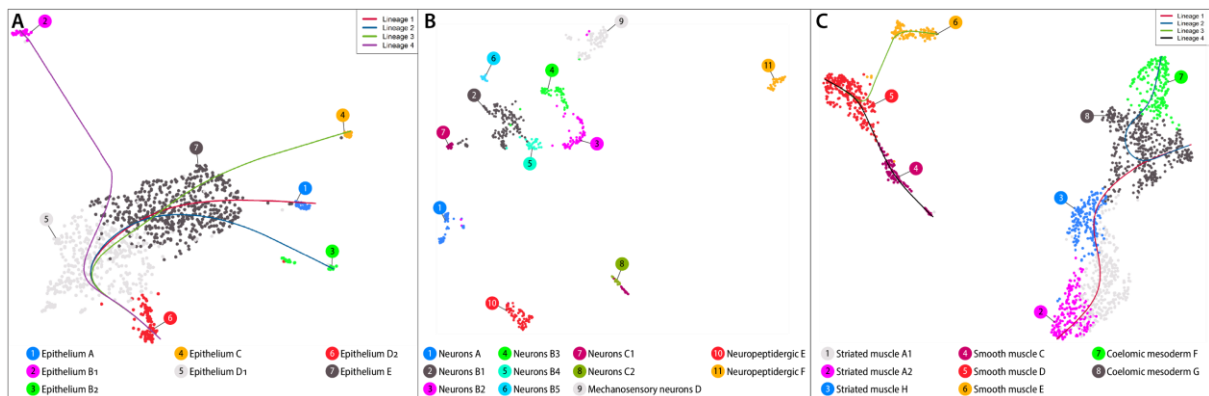 A
Lineage 1
Lineage 2
Lineage 3
Lineage 4
2
4
7
1
5
3
6
1 Epithelium A
4 Epithelium C
6 Epithelium D2
2 Epithelium B1
5 Epithelium D1
7 Epithelium E
3 Epithelium B2
B
9
6
4
11
2
7
3
5
1
8
10
1 Neurons A
4 Neurons B3
7 Neurons C1
10 Neuropeptidergic E
2 Neurons B1
5 Neurons B4
8 Neurons C2
11 Neuropeptidergic F
3 Neurons B2
6 Neurons B5
9 Mechanosensory neurons D
C
Lineage 1
Lineage 2
Lineage 3
Lineage 4
6
7
5
8
4
3
2
1 Striated muscle A1
4 Smooth muscle C
7 Coelomic mesoderm F
2 Striated muscle A2
5 Smooth muscle D
8 Coelomic mesoderm G
3 Striated muscle H
6 Smooth muscle E